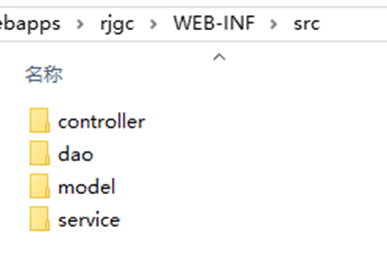 ebapps > rjgc > WEB-INF > src
名称
controller
dao
model
service